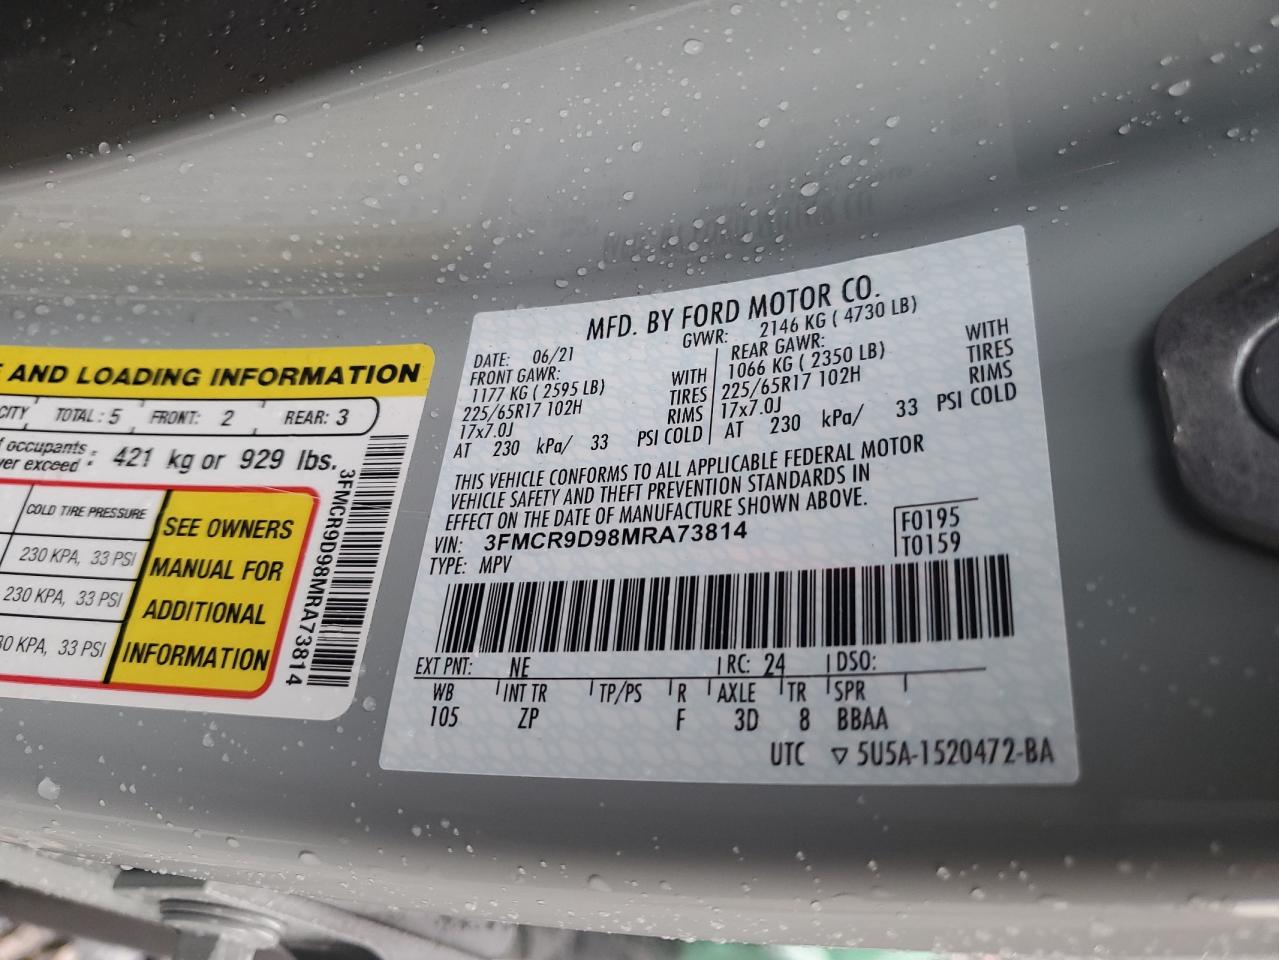 E AND LOADING INFORMATION
CITY TOTAL : 5 FRONT: 2 REAR: 3
f occupants
ver exceed : 421 kg or 929 lbs.
COLD TIRE PRESSURE
230 KPA, 33 PSI
230 KPA, 33 PSI
30 KPA, 33 PSI
SEE OWNERS
MANUAL FOR
ADDITIONAL
INFORMATION
3FMCR9D98MRA73814
MFD. BY FORD MOTOR CO.
DATE: 06/21 GVWR: 2146 KG ( 4730 LB)
FRONT GAWR: REAR GAWR:
1177 KG ( 2595 LB) WITH 1066 KG ( 2350 LB) WITH
225/65R17 102H TIRES 225/65R17 102H TIRES
17x7.0J RIMS 17x7.0J RIMS
AT 230 kPa/ 33 PSI COLD AT 230 kPa/ 33 PSI COLD
THIS VEHICLE CONFORMS TO ALL APPLICABLE FEDERAL MOTOR
VEHICLE SAFETY AND THEFT PREVENTION STANDARDS IN
EFFECT ON THE DATE OF MANUFACTURE SHOWN ABOVE.
VIN: 3FMCR9D98MRA73814 F0195
TYPE: MPV T0159
EXT PNT: NE RC: 24 DSO:
WB INT TR TP/PS R AXLE TR SPR
105 ZP F 3D 8 BBAA
UTC ▽ 5U5A-1520472-BA